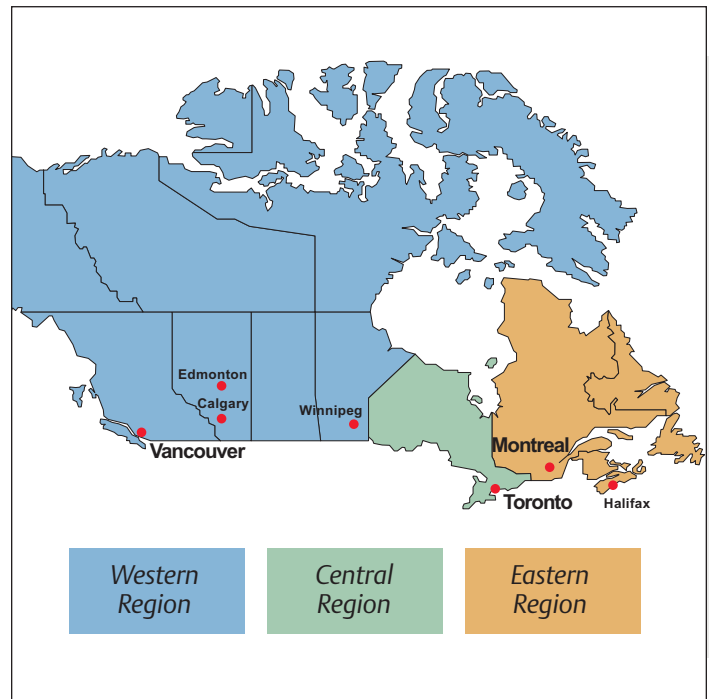 Edmonton
Calgary
Winnipeg
Vancouver
Montreal
Toronto
Halifax
Western
Region
Central
Region
Eastern
Region